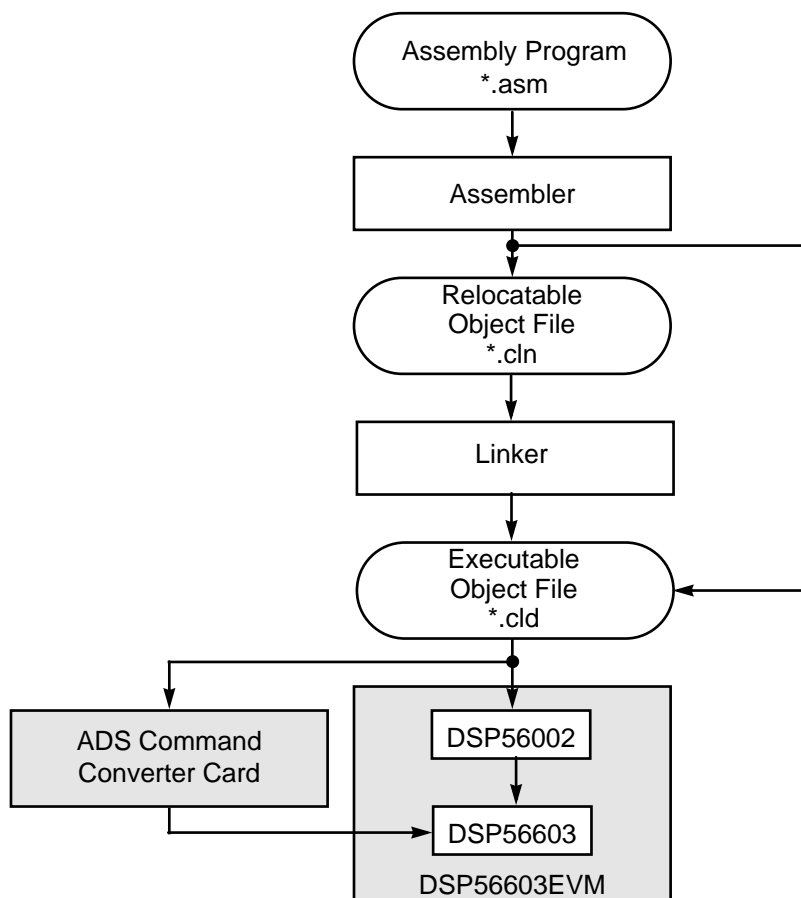 Assembly Program
*.asm
Assembler
Relocatable
Object File
*.cln
Linker
Executable
Object File
*.cld
ADS Command
Converter Card
DSP56002
DSP56603
DSP56603EVM